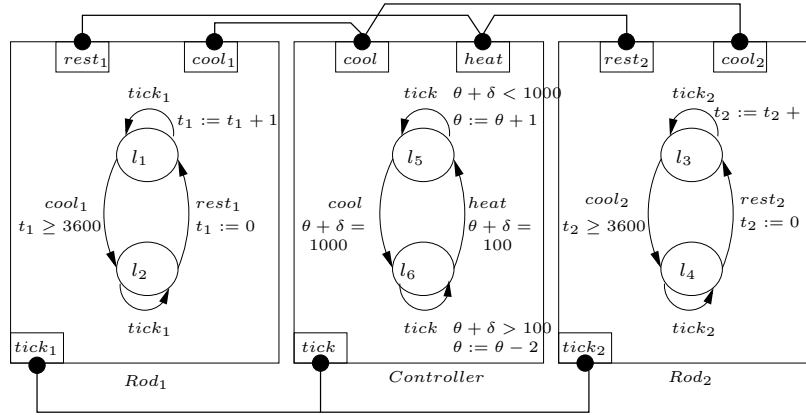 rest₁
cool₁
cool
heat
rest₂
cool₂
tick₁
t₁ := t₁ + 1
l₁
cool₁
t₁ ≥ 3600
rest₁
t₁ := 0
l₂
tick₁
tick₁
Rod₁
tick θ + δ < 1000
θ := θ + 1
l₅
cool
θ + δ =
1000
heat
θ + δ =
100
l₆
tick θ + δ > 100
θ := θ − 2
tick
Controller
tick₂
t₂ := t₂ +
l₃
cool₂
t₂ ≥ 3600
rest₂
t₂ := 0
l₄
tick₂
tick₂
Rod₂